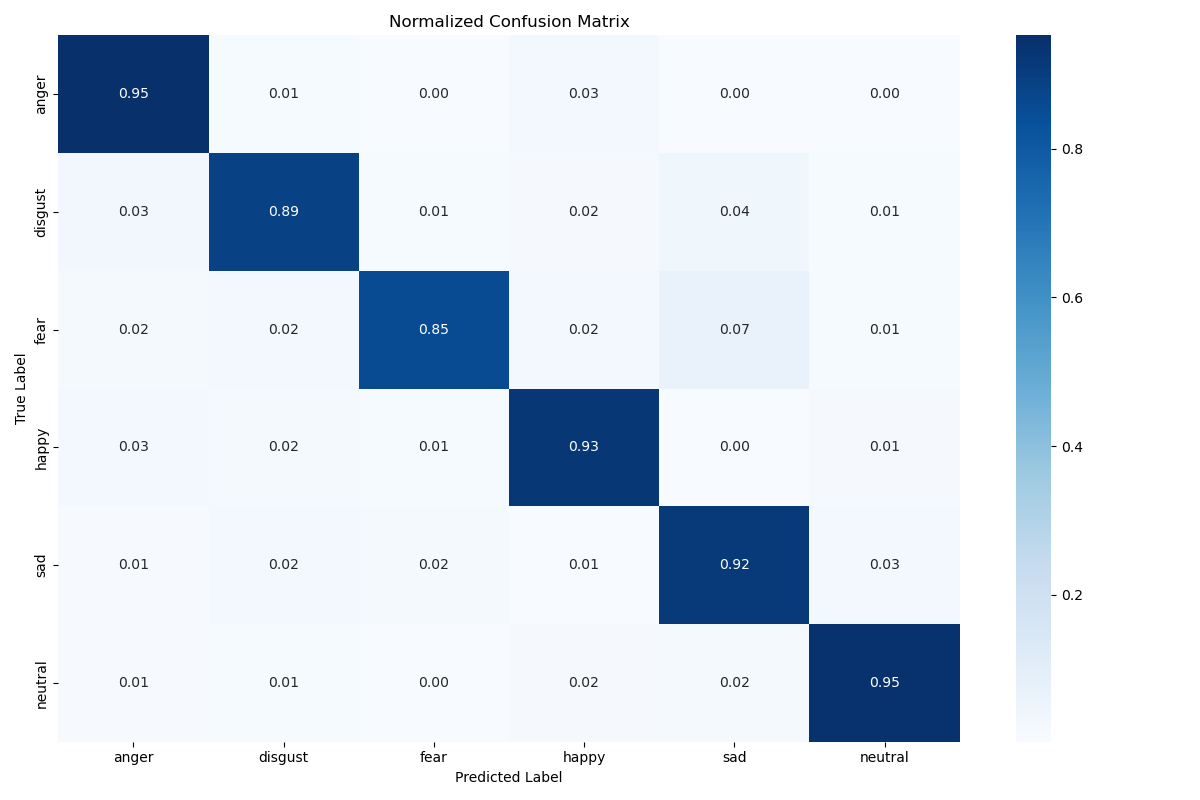 Normalized Confusion Matrix
anger 0.95 0.01 0.00 0.03 0.00 0.00
disgust 0.03 0.89 0.01 0.02 0.04 0.01 0.8
fear 0.02 0.02 0.85 0.02 0.07 0.01 0.6
True Label
happy 0.03 0.02 0.01 0.93 0.00 0.01 0.4
sad 0.01 0.02 0.02 0.01 0.92 0.03 0.2
neutral 0.01 0.01 0.00 0.02 0.02 0.95
anger disgust fear happy sad neutral
Predicted Label